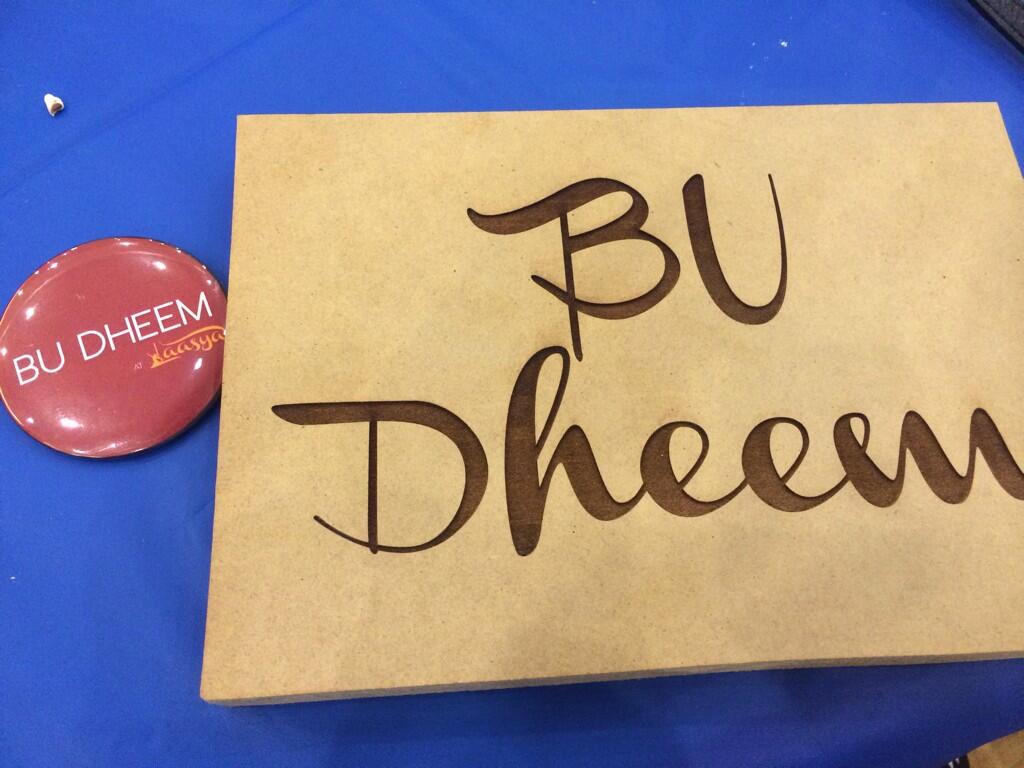 BU DHEEM
AT Laasya
BU
Dheem